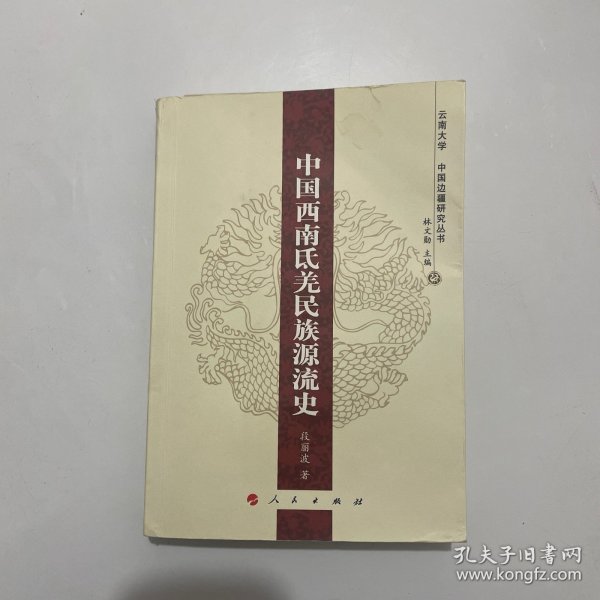 云南大学 中国边疆研究丛书
林文勋 主编
中国西南氐羌民族源流史
段丽波 著
人民出版社
孔夫子旧书网
www.kongfz.com